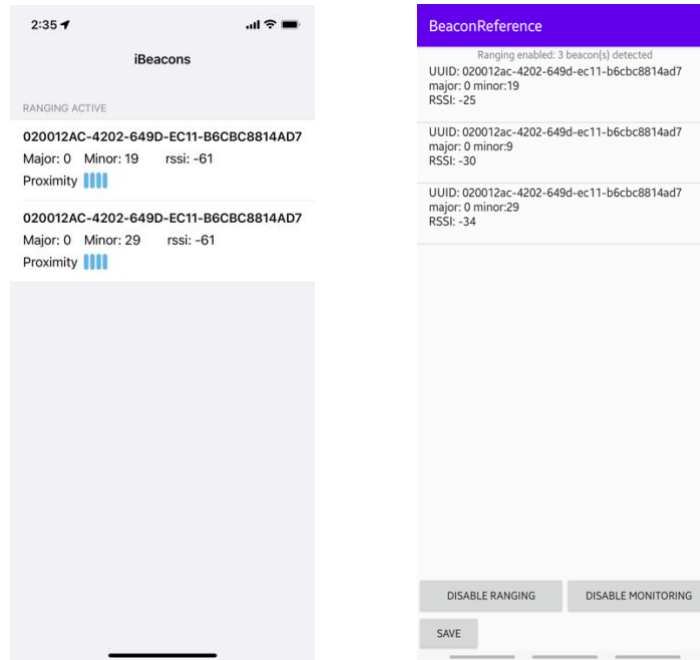 2:35
iBeacons
RANGING ACTIVE
020012AC-4202-649D-EC11-B6CBC8814AD7
Major: 0 Minor: 19 rssi: -61
Proximity
020012AC-4202-649D-EC11-B6CBC8814AD7
Major: 0 Minor: 29 rssi: -61
Proximity
BeaconReference
Ranging enabled: 3 beacon(s) detected
UUID: 020012ac-4202-649d-ec11-b6cbc8814ad7
major: 0 minor:19
RSSI: -25
UUID: 020012ac-4202-649d-ec11-b6cbc8814ad7
major: 0 minor:9
RSSI: -30
UUID: 020012ac-4202-649d-ec11-b6cbc8814ad7
major: 0 minor:29
RSSI: -34
DISABLE RANGING DISABLE MONITORING
SAVE